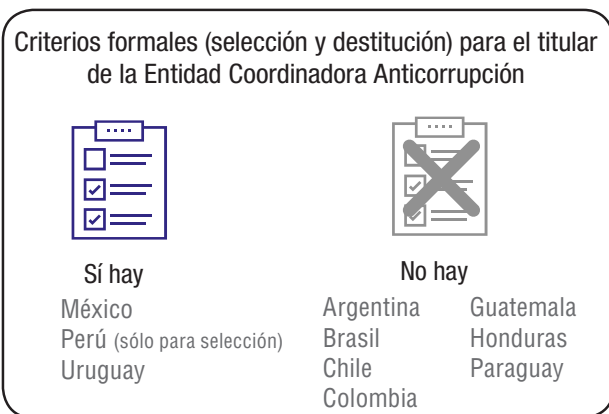 Criterios formales (selección y destitución) para el titular
de la Entidad Coordinadora Anticorrupción
Sí hay
México
Perú (sólo para selección)
Uruguay
No hay
Argentina
Brasil
Chile
Colombia
Guatemala
Honduras
Paraguay